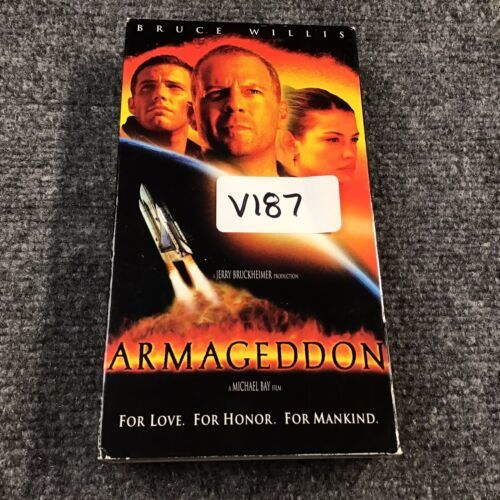 BRUCE WILLIS
V187
A JERRY BRUCKHEIMER PRODUCTION
ARMAGEDDON
A MICHAEL BAY FILM
FOR LOVE. FOR HONOR. FOR MANKIND.